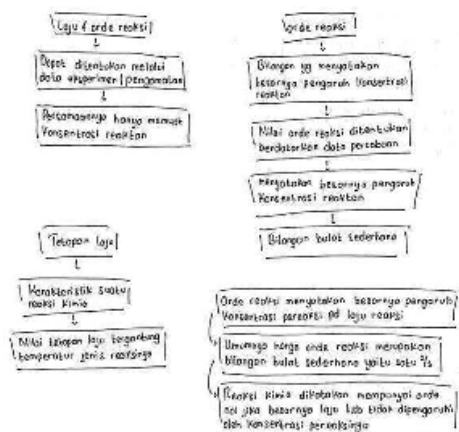 Laju & orde reaksi
Dapat ditentukan melalui
data eksperimen / pengamatan
Persamaannya hanya memuat
konsentrasi reaktan
Orde reaksi
Bilangan yg menyatakan
besarnya pengaruh konsentrasi
reaktan
Nilai orde reaksi ditentukan
berdasarkan data percobaan
menyatakan besarnya pengaruh
konsentrasi reaktan
Bilangan bulat sederhana
Tetapan laju
Karakteristik suatu
reaksi kimia
Nilai tetapan laju tergantung
temperatur jenis reaksinya
Orde reaksi menyatakan besarnya pengaruh
konsentrasi pereaksi pd laju reaksi
Umumnya harga orde reaksi merupakan
bilangan bulat sederhana yaitu satu
Reaksi kimia dikatakan mempunyai orde
nol jika besarnya laju tidak dipengaruhi
oleh konsentrasi pereaksinya